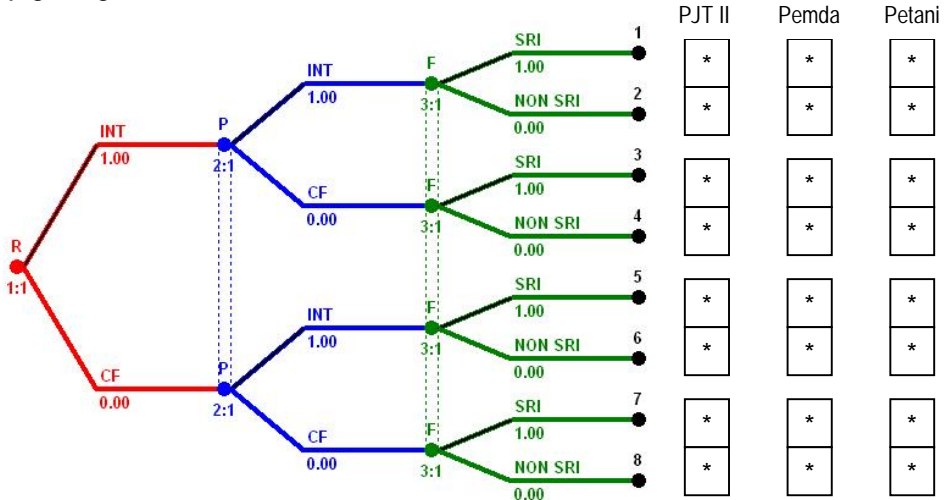 PJT II Pemda Petani
SRI 1
1.00 * * *
INT F
1.00 3:1 NON SRI 2
0.00 * * *
INT P
1.00 2:1
SRI 3
1.00 * * *
CF F
0.00 3:1 NON SRI 4
0.00 * * *
R
1:1
SRI 5
1.00 * * *
INT F
1.00 3:1 NON SRI 6
0.00 * * *
CF P
0.00 2:1
SRI 7
1.00 * * *
CF F
0.00 3:1 NON SRI 8
0.00 * * *